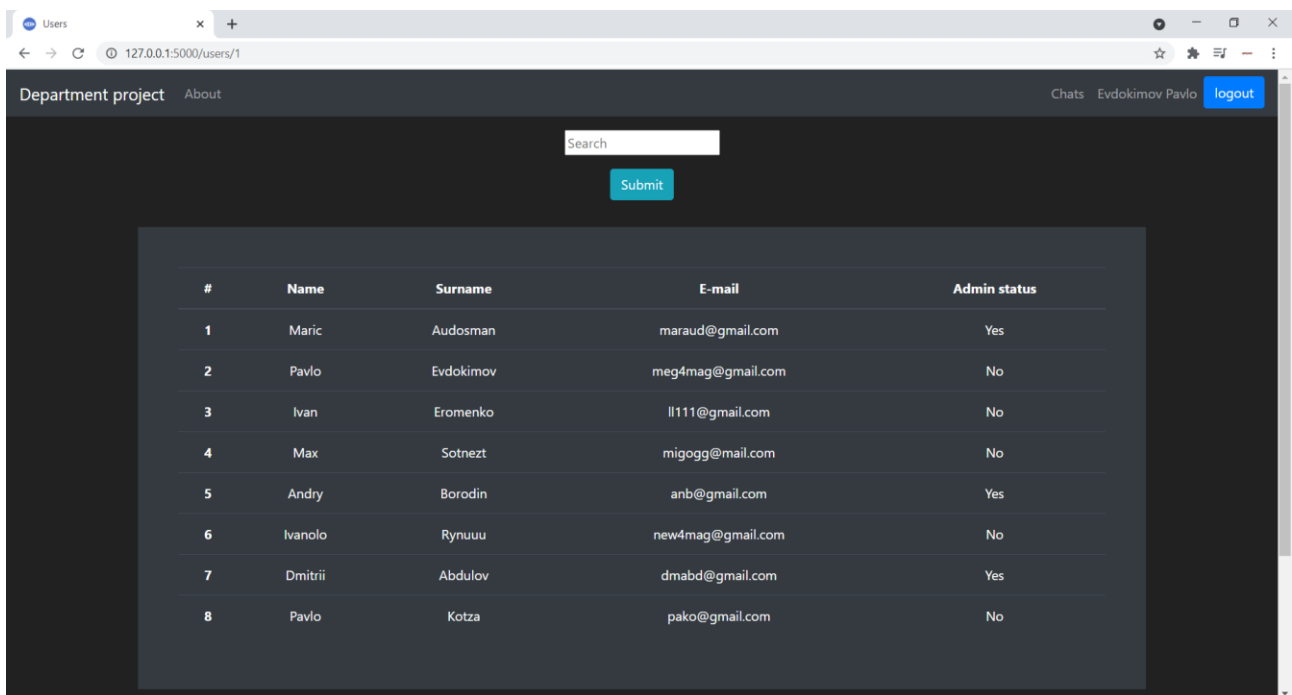 Users
127.0.0.1:5000/users/1
Department project About Chats Evdokimov Pavlo logout
Search
Submit
# Name Surname E-mail Admin status
1 Maric Audosman maraud@gmail.com Yes
2 Pavlo Evdokimov meg4mag@gmail.com No
3 Ivan Eromenko ll111@gmail.com No
4 Max Sotnezt migogg@mail.com No
5 Andry Borodin anb@gmail.com Yes
6 Ivanolo Rynuuu new4mag@gmail.com No
7 Dmitrii Abdulov dmabd@gmail.com Yes
8 Pavlo Kotza pako@gmail.com No